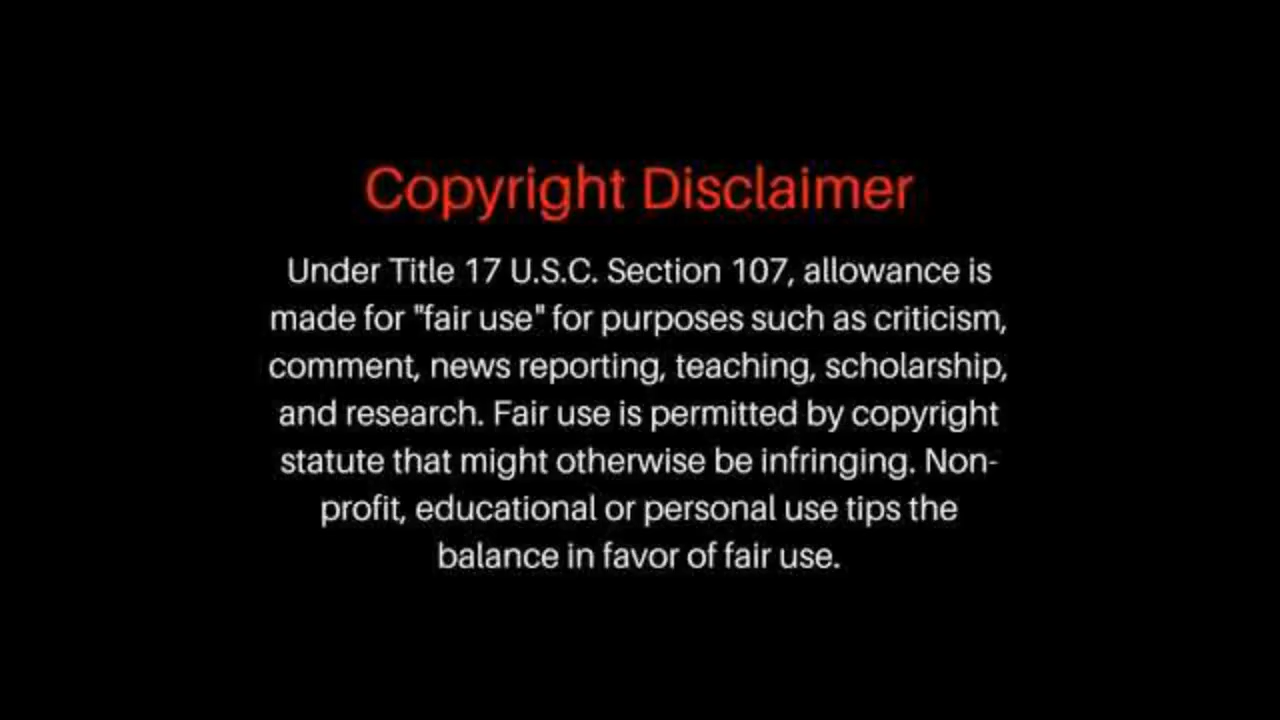 Copyright Disclaimer
Under Title 17 U.S.C. Section 107, allowance is
made for "fair use" for purposes such as criticism,
comment, news reporting, teaching, scholarship,
and research. Fair use is permitted by copyright
statute that might otherwise be infringing. Non-
profit, educational or personal use tips the
balance in favor of fair use.